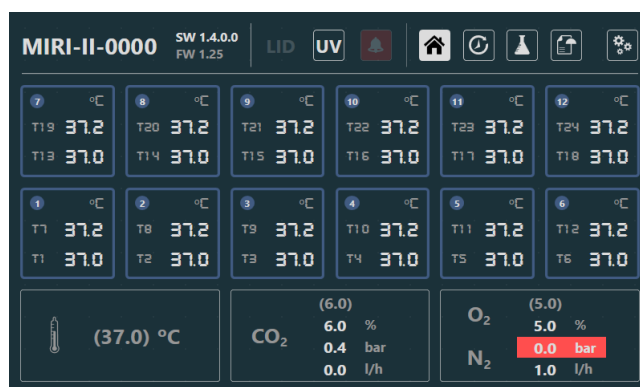 MIRI-II-0000 SW 1.4.0.0 LID UV
FW 1.25
7 °C 8 °C 9 °C 10 °C 11 °C 12 °C
T19 37.2 T20 37.2 T21 37.2 T22 37.2 T23 37.2 T24 37.2
T13 37.0 T14 37.0 T15 37.0 T16 37.0 T17 37.0 T18 37.0
1 °C 2 °C 3 °C 4 °C 5 °C 6 °C
T7 37.2 T8 37.2 T9 37.2 T10 37.2 T11 37.2 T12 37.2
T1 37.0 T2 37.0 T3 37.0 T4 37.0 T5 37.0 T6 37.0
(37.0) °C
CO₂
(6.0)
6.0 %
0.4 bar
0.0 l/h
O₂
N₂
(5.0)
5.0 %
0.0 bar
1.0 l/h